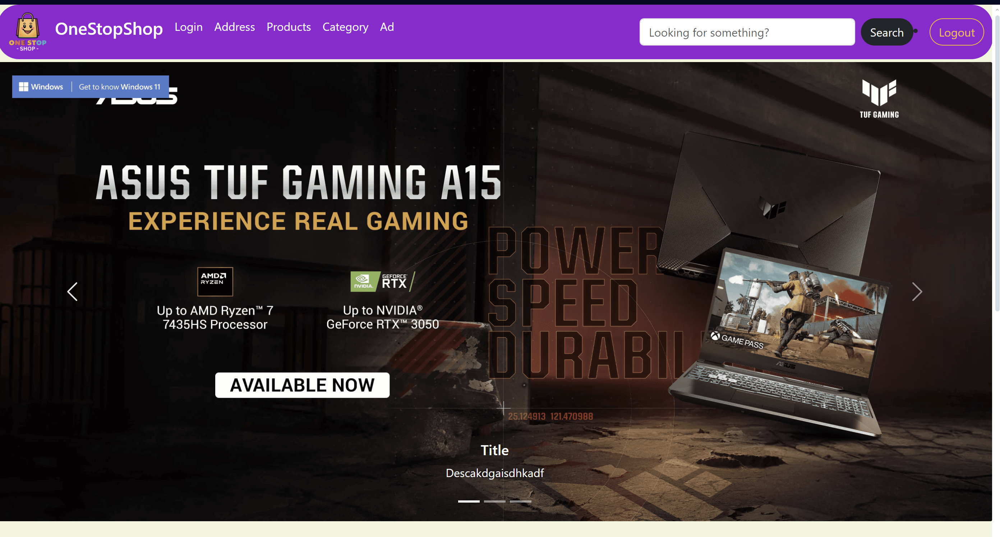 ONE STOP
- SHOP -
OneStopShop
Login
Address
Products
Category
Ad
Looking for something?
Search
Logout
Windows | Get to know Windows 11
TUF GAMING
ASUS TUF GAMING A15
EXPERIENCE REAL GAMING
POWER
SPEED
AMD
RYZEN
NVIDIA.
GEFORCE
RTX
Up to AMD Ryzen™ 7
7435HS Processor
Up to NVIDIA®
GeForce RTX™ 3050
DURABIL
GAME PASS
ASUS
AVAILABLE NOW
25.124913 121.470988
Title
Descakdgaisdhkadf